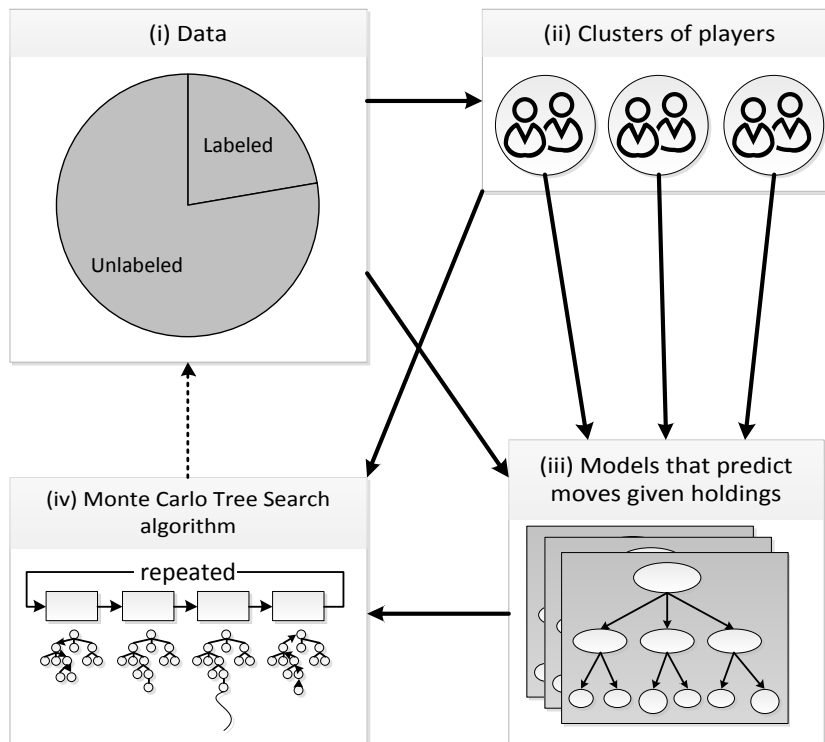 (i) Data
Labeled
Unlabeled
(ii) Clusters of players
(iii) Models that predict
moves given holdings
(iv) Monte Carlo Tree Search
algorithm
repeated